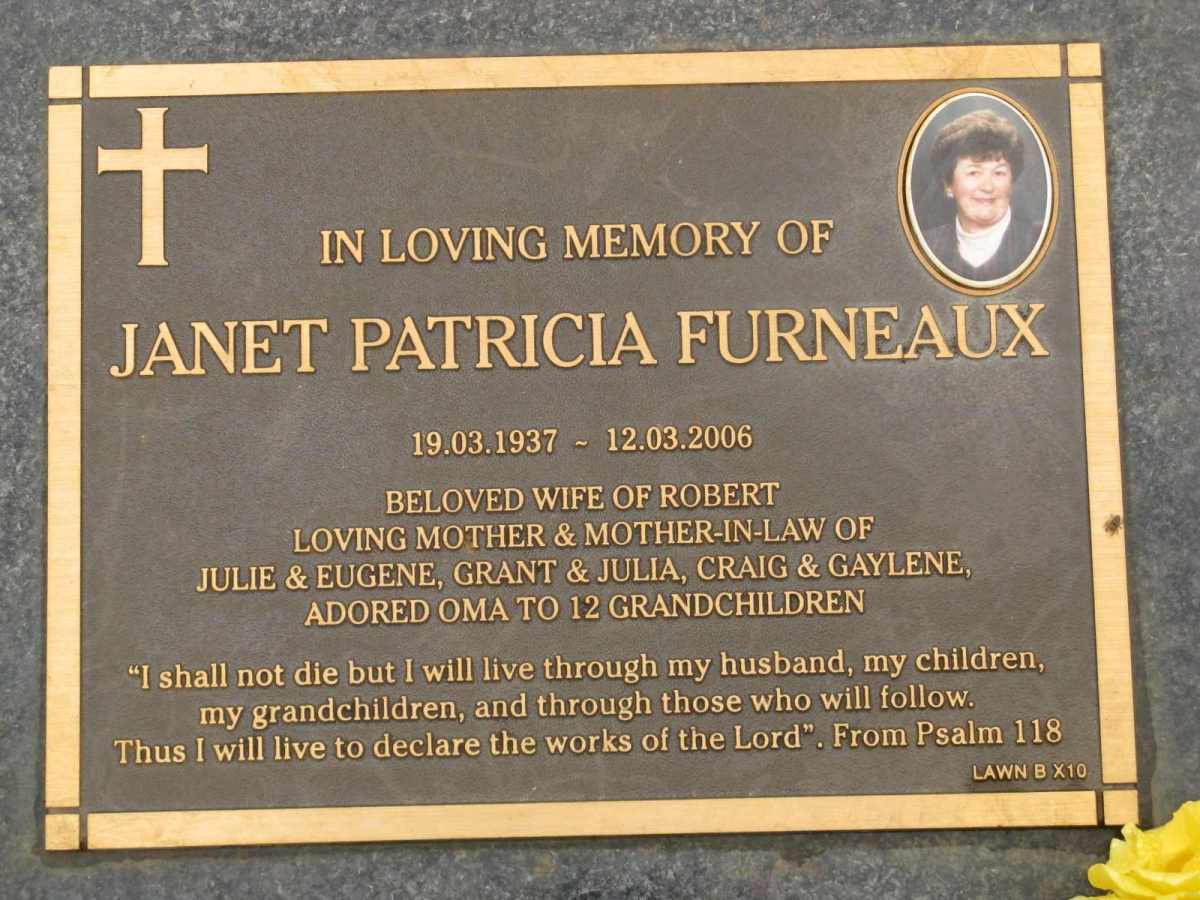 IN LOVING MEMORY OF
JANET PATRICIA FURNEAUX
19.03.1937 ~ 12.03.2006
BELOVED WIFE OF ROBERT
LOVING MOTHER & MOTHER-IN-LAW OF
JULIE & EUGENE, GRANT & JULIA, CRAIG & GAYLENE,
ADORED OMA TO 12 GRANDCHILDREN
“I shall not die but I will live through my husband, my children,
my grandchildren, and through those who will follow.
Thus I will live to declare the works of the Lord”. From Psalm 118
LAWN B X10